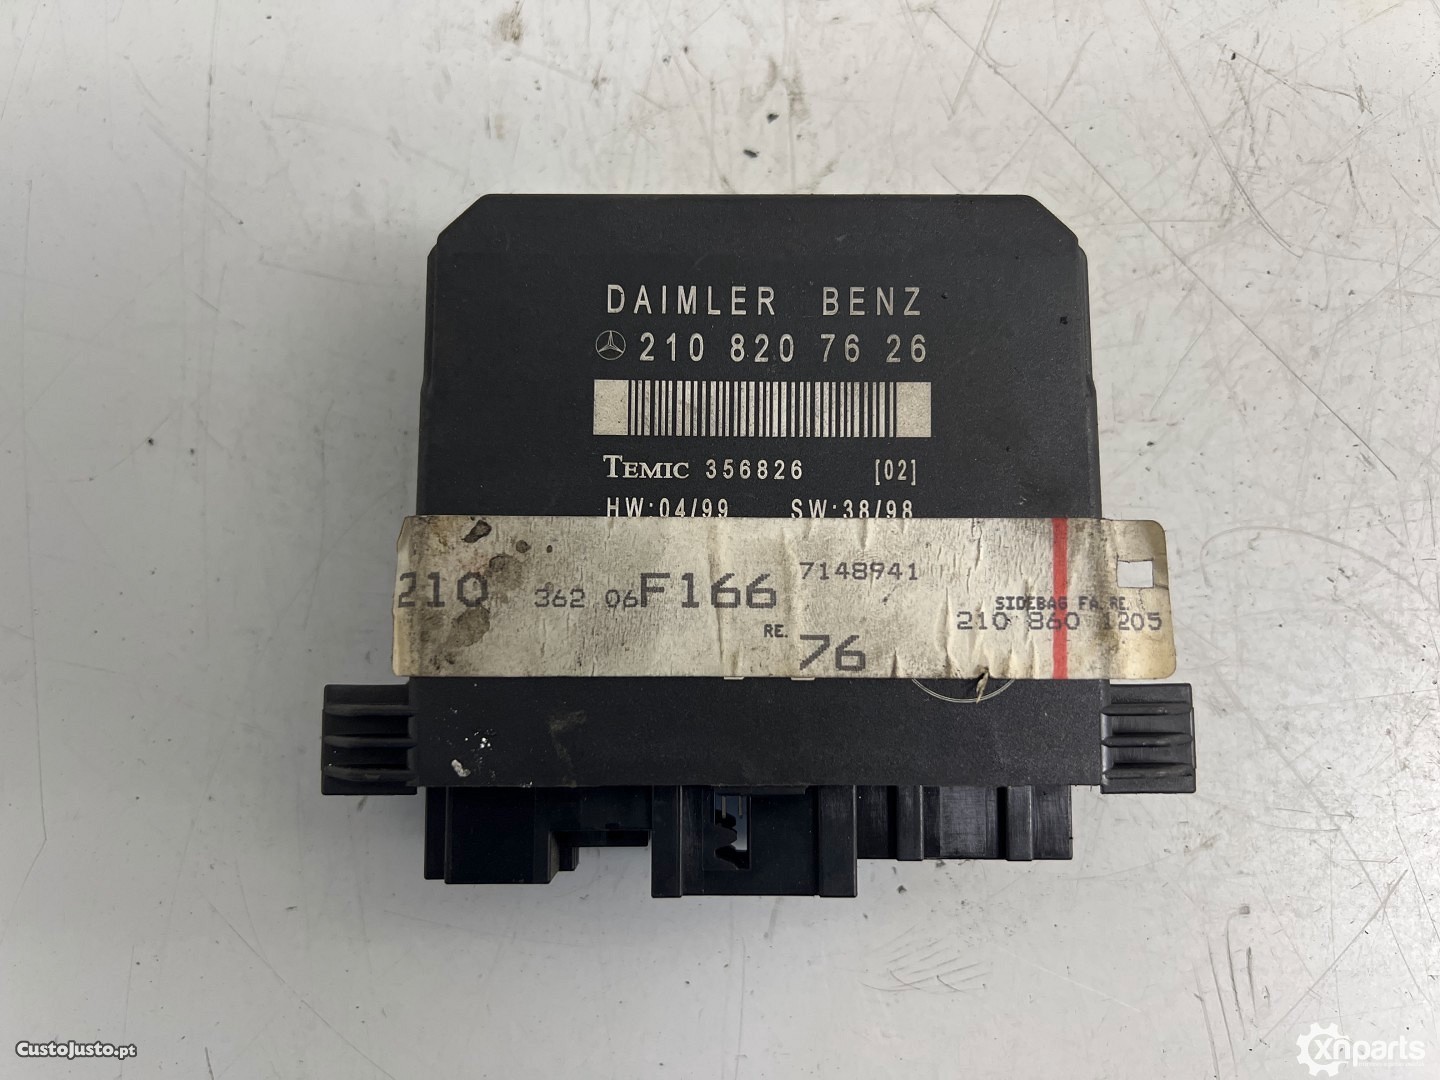 DAIMLER BENZ
210 820 76 26
TEMIC 356826 [02]
HW:04/99 SW:38/98
210 362 06 F166 7148941
SIDEBAG FA.RE.
210 860 1205
RE. 76
CustoJusto.pt
xnparts